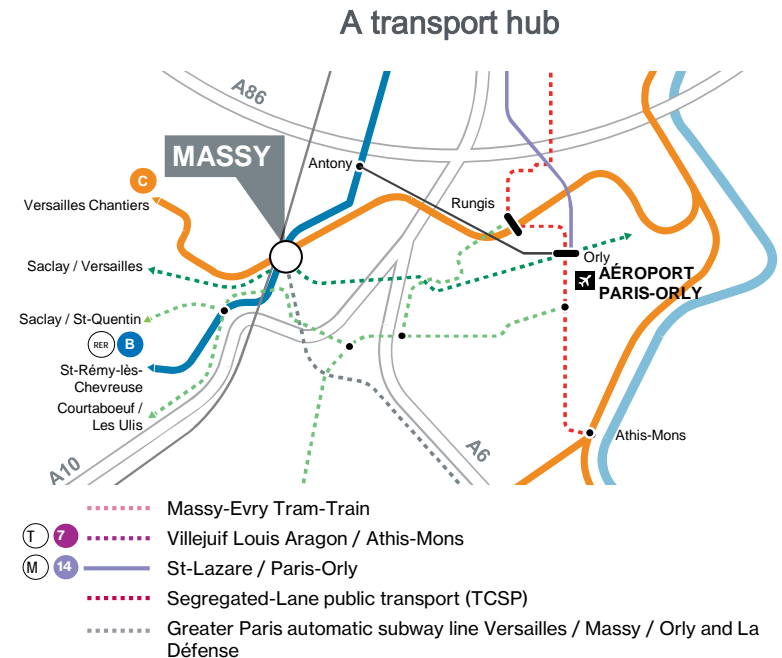 A transport hub
A86
MASSY
Antony
C
Versailles Chantiers
Rungis
Saclay / Versailles
Orly
AÉROPORT
PARIS-ORLY
Saclay / St-Quentin
RER B
St-Rémy-lès-
Chevreuse
Courtaboeuf /
Les Ulis
A10
A6
Athis-Mons
Massy-Evry Tram-Train
T 7 Villejuif Louis Aragon / Athis-Mons
M 14 St-Lazare / Paris-Orly
Segregated-Lane public transport (TCSP)
Greater Paris automatic subway line Versailles / Massy / Orly and La
Défense